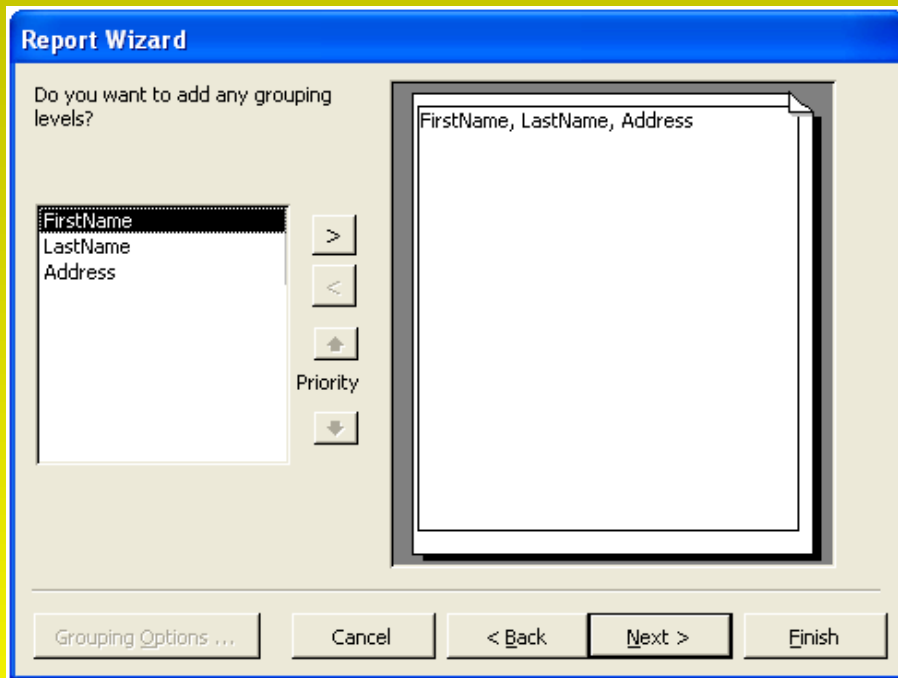 Report Wizard
Do you want to add any grouping
levels?
FirstName, LastName, Address
FirstName
LastName
Address
>
<
Priority
Grouping Options ...
Cancel
< Back
Next >
Finish